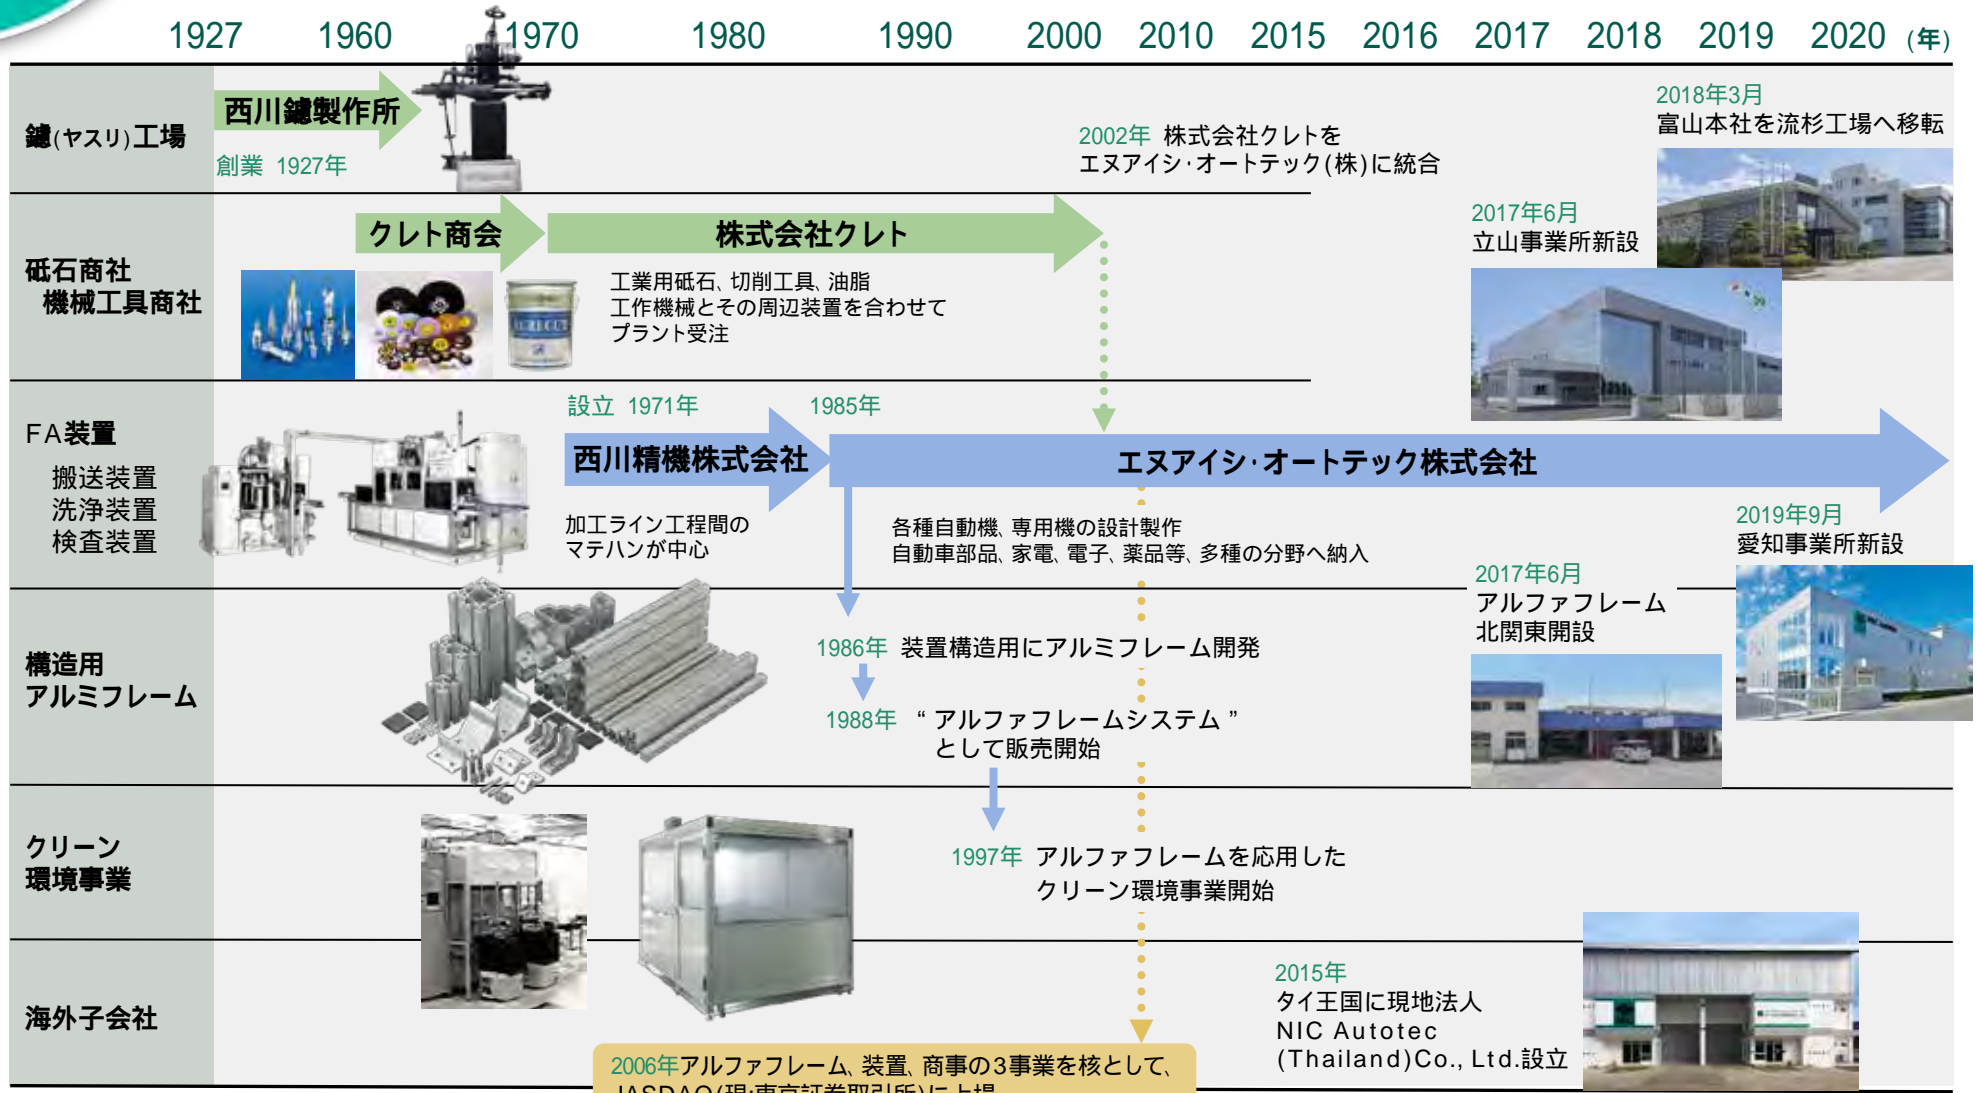 1927 1960 1970 1980 1990 2000 2010 2015 2016 2017 2018 2019 2020 (年)
鑢(ヤスリ)工場
西川鑢製作所
創業 1927年
2002年 株式会社クレトを
エヌアイシ・オートテック(株)に統合
2018年3月
富山本社を流杉工場へ移転
砥石商社
機械工具商社
クレト商会
株式会社クレト
工業用砥石、切削工具、油脂
工作機械とその周辺装置を合わせて
プラント受注
2017年6月
立山事業所新設
FA装置
搬送装置
洗浄装置
検査装置
設立 1971年
1985年
西川精機株式会社
エヌアイシ・オートテック株式会社
加工ライン工程間の
マテハンが中心
各種自動機、専用機の設計製作
自動車部品、家電、電子、薬品等、多種の分野へ納入
2019年9月
愛知事業所新設
構造用
アルミフレーム
1986年 装置構造用にアルミフレーム開発
1988年 “アルファフレームシステム”
として販売開始
2017年6月
アルファフレーム
北関東開設
クリーン
環境事業
1997年 アルファフレームを応用した
クリーン環境事業開始
海外子会社
2015年
タイ王国に現地法人
NIC Autotec
(Thailand)Co., Ltd.設立
2006年アルファフレーム、装置、商事の3事業を核として、
JASDAQ(現:東京証券取引所)に上場